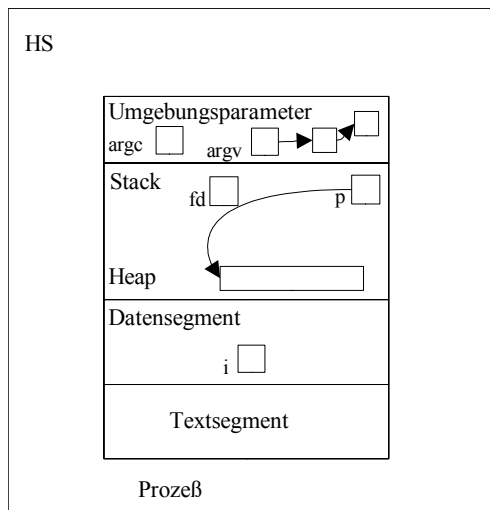 HS
Umgebungsparameter
argc argv
Stack
fd p
Heap
Datensegment
i
Textsegment
Prozeß